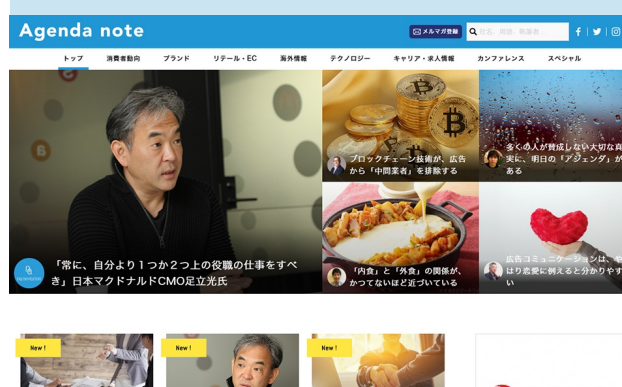 Agenda note
メルマガ登録
社名、用語、執筆者
トップ
消費者動向
ブランド
リテール・EC
海外情報
テクノロジー
キャリア・求人情報
カンファレンス
スペシャル
「常に、自分より１つか２つ上の役職の仕事をすべ
き」日本マクドナルドCMO足立光氏
ブロックチェーン技術が、広告
から「中間業者」を排除する
多くの人が賛成しない大切な真
実に、明日の「アジェンダ」が
ある
「内食」と「外食」の関係が、
かつてないほど近づいている
広告コミュニケーションは、や
はり恋愛に例えると分かりやす
い
New !
New !
New !